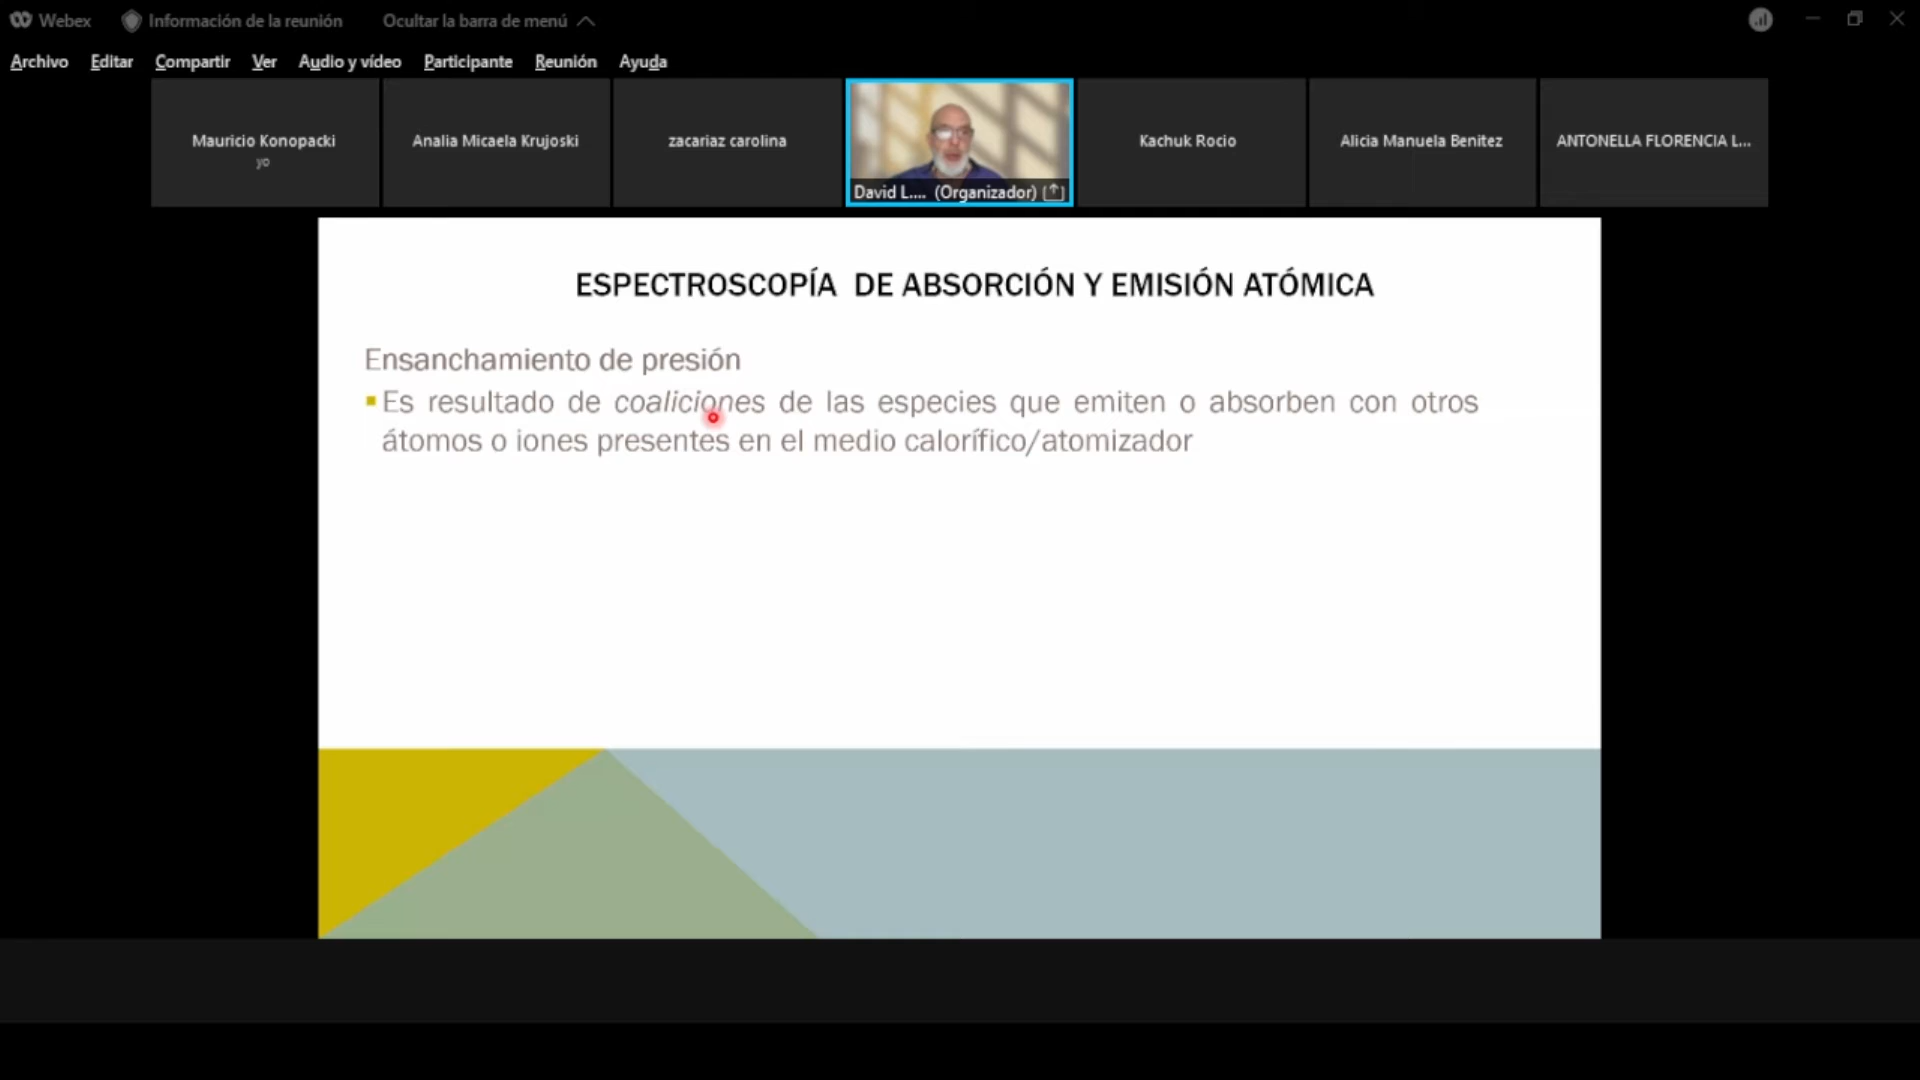 Webex Información de la reunión Ocultar la barra de menú
Archivo Editar Compartir Ver Audio y vídeo Participante Reunión Ayuda
Mauricio Konopacki
yo
Analia Micaela Krujoski
zacariaz carolina
David L.... (Organizador)
Kachuk Rocio
Alicia Manuela Benitez
ANTONELLA FLORENCIA L...
ESPECTROSCOPÍA DE ABSORCIÓN Y EMISIÓN ATÓMICA
Ensanchamiento de presión
Es resultado de coaliciones de las especies que emiten o absorben con otros
átomos o iones presentes en el medio calorífico/atomizador